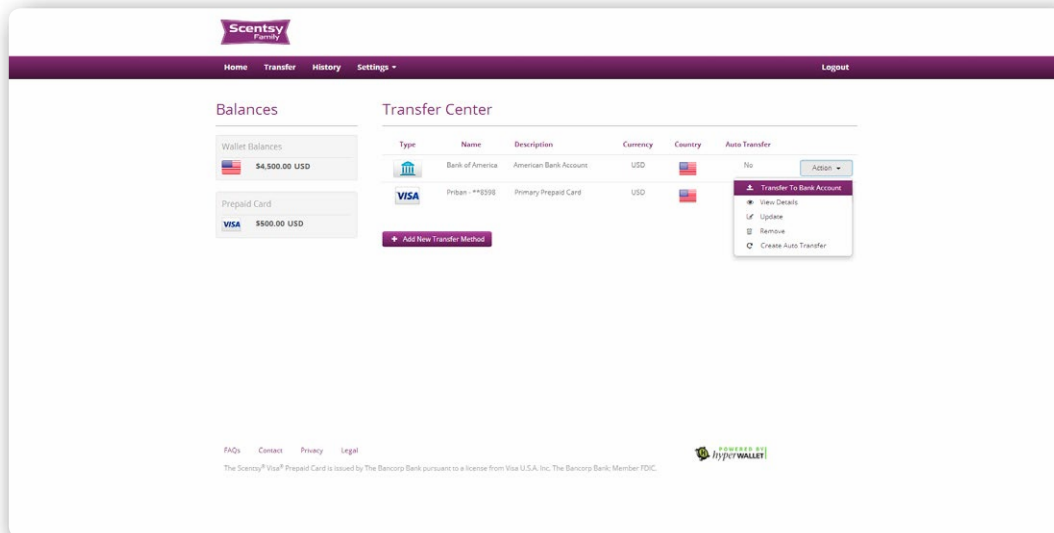 Scentsy
Family
Home Transfer History Settings
Logout
Balances
Wallet Balances
$4,500.00 USD
Prepaid Card
VISA $500.00 USD
Transfer Center
Type Name Description Currency Country Auto Transfer
Bank of America American Bank Account USD No Action
VISA Priban - **8598 Primary Prepaid Card USD
Transfer To Bank Account
View Details
Update
Remove
Create Auto Transfer
+ Add New Transfer Method
FAQs Contact Privacy Legal
The Scentsy® Visa® Prepaid Card is issued by The Bancorp Bank pursuant to a license from Visa U.S.A. Inc. The Bancorp Bank; Member FDIC.
POWERED BY
hyperWALLET